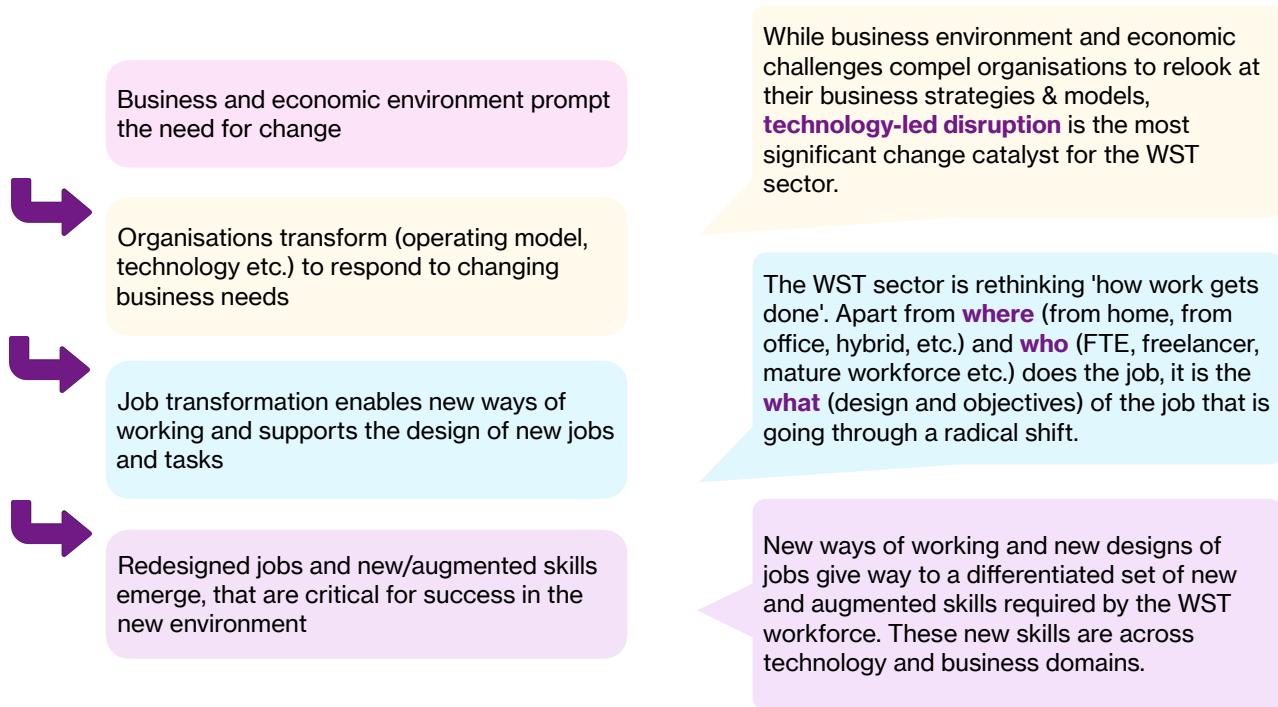 Business and economic environment prompt
the need for change
Organisations transform (operating model,
technology etc.) to respond to changing
business needs
Job transformation enables new ways of
working and supports the design of new jobs
and tasks
Redesigned jobs and new/augmented skills
emerge, that are critical for success in the
new environment
While business environment and economic
challenges compel organisations to relook at
their business strategies & models,
technology-led disruption is the most
significant change catalyst for the WST
sector.
The WST sector is rethinking 'how work gets
done'. Apart from where (from home, from
office, hybrid, etc.) and who (FTE, freelancer,
mature workforce etc.) does the job, it is the
what (design and objectives) of the job that is
going through a radical shift.
New ways of working and new designs of
jobs give way to a differentiated set of new
and augmented skills required by the WST
workforce. These new skills are across
technology and business domains.